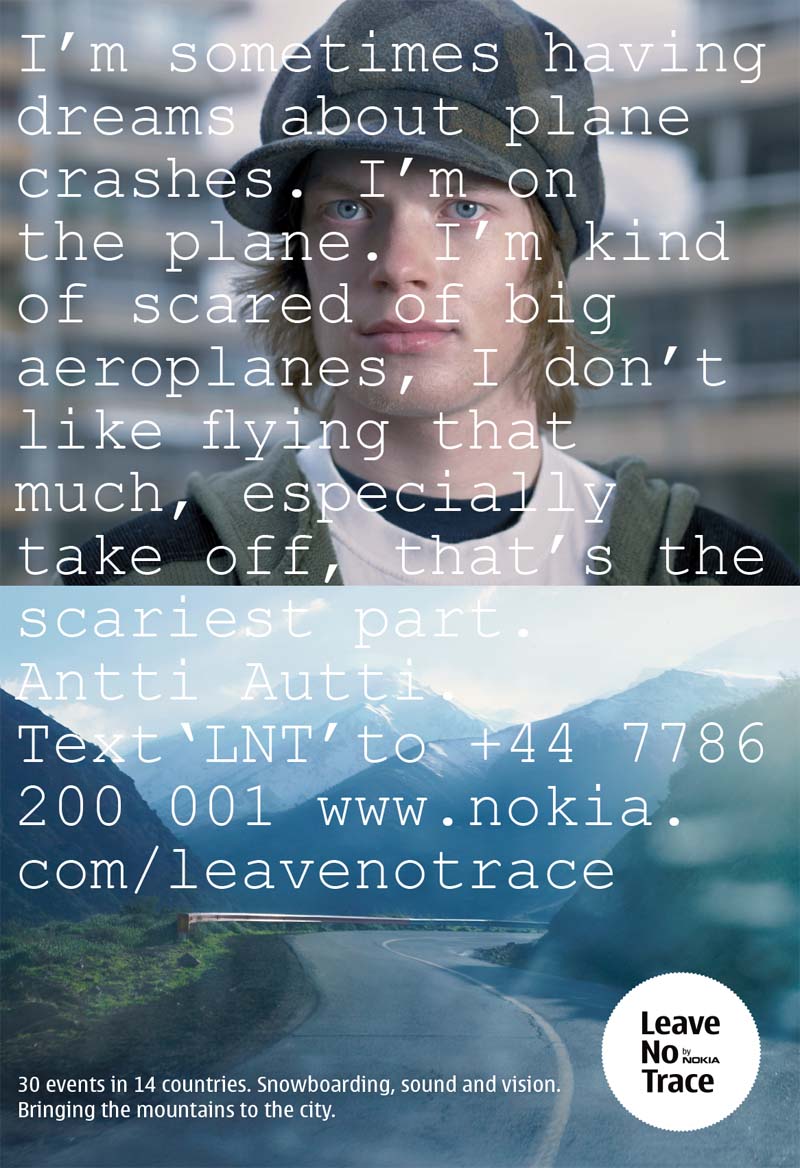 I'm sometimes having
dreams about plane
crashes. I'm on
the plane. I'm kind
of scared of big
aeroplanes, I don't
like flying that
much, especially
take off, that's the
scariest part.
Antti Autti.
Text ‘LNT’ to +44 7786
200 001 www.nokia.
com/leavenotrace
Leave
No by NOKIA
Trace
30 events in 14 countries. Snowboarding, sound and vision.
Bringing the mountains to the city.